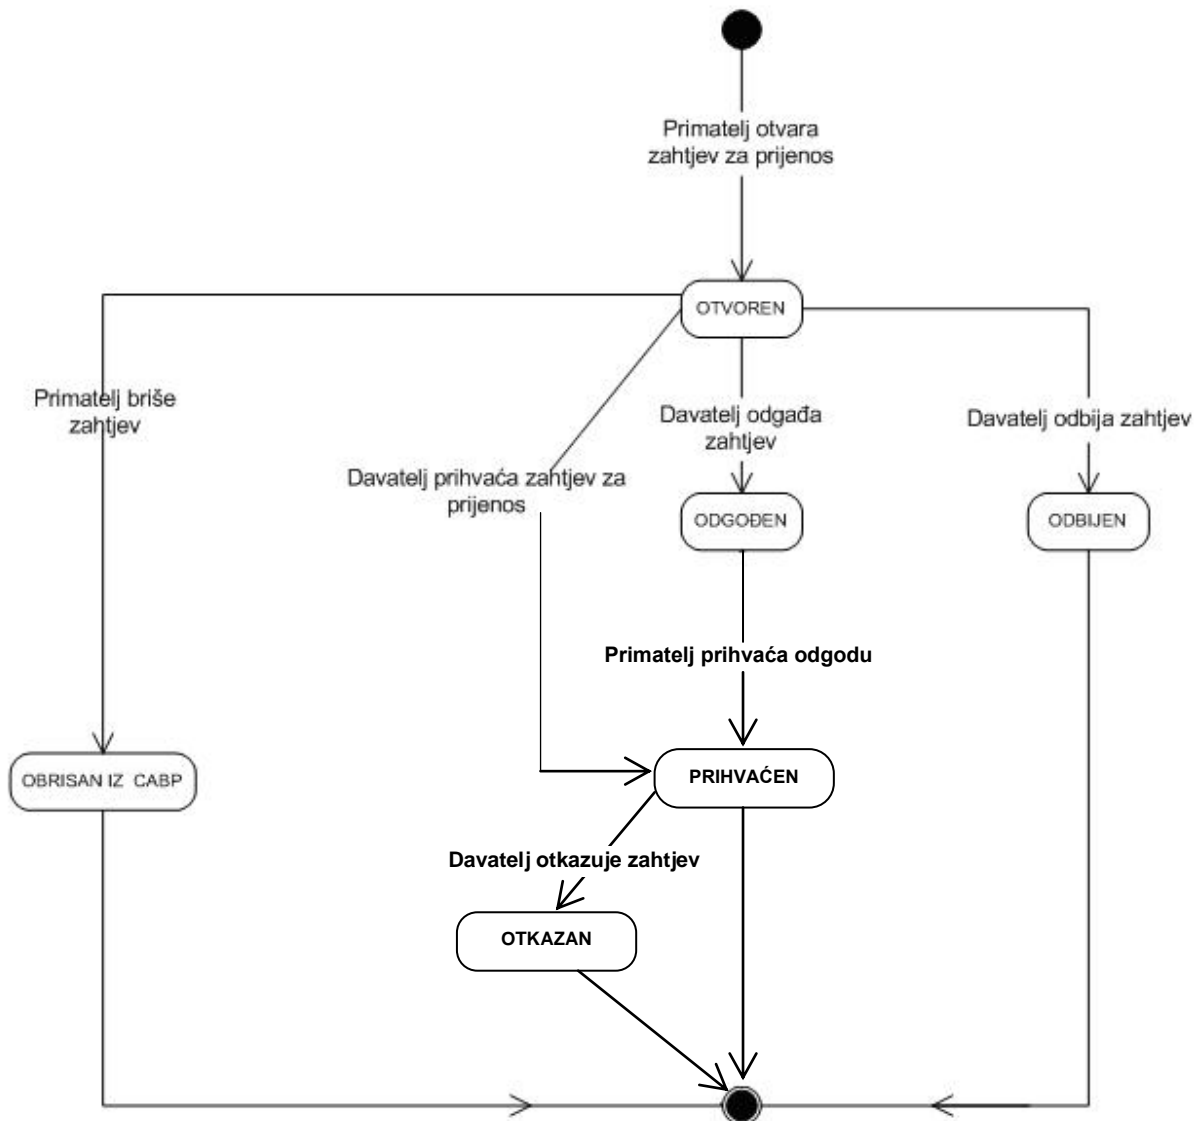 Primatelj otvara
zahtjev za prijenos
OTVOREN
Primatelj briše
zahtjev
Davatelj odgađa
zahtjev
Davatelj odbija zahtjev
Davatelj prihvaća zahtjev za
prijenos
ODGOĐEN
ODBIJEN
Primatelj prihvaća odgodu
OBRISAN IZ CABP
PRIHVAĆEN
Davatelj otkazuje zahtjev
OTKAZAN